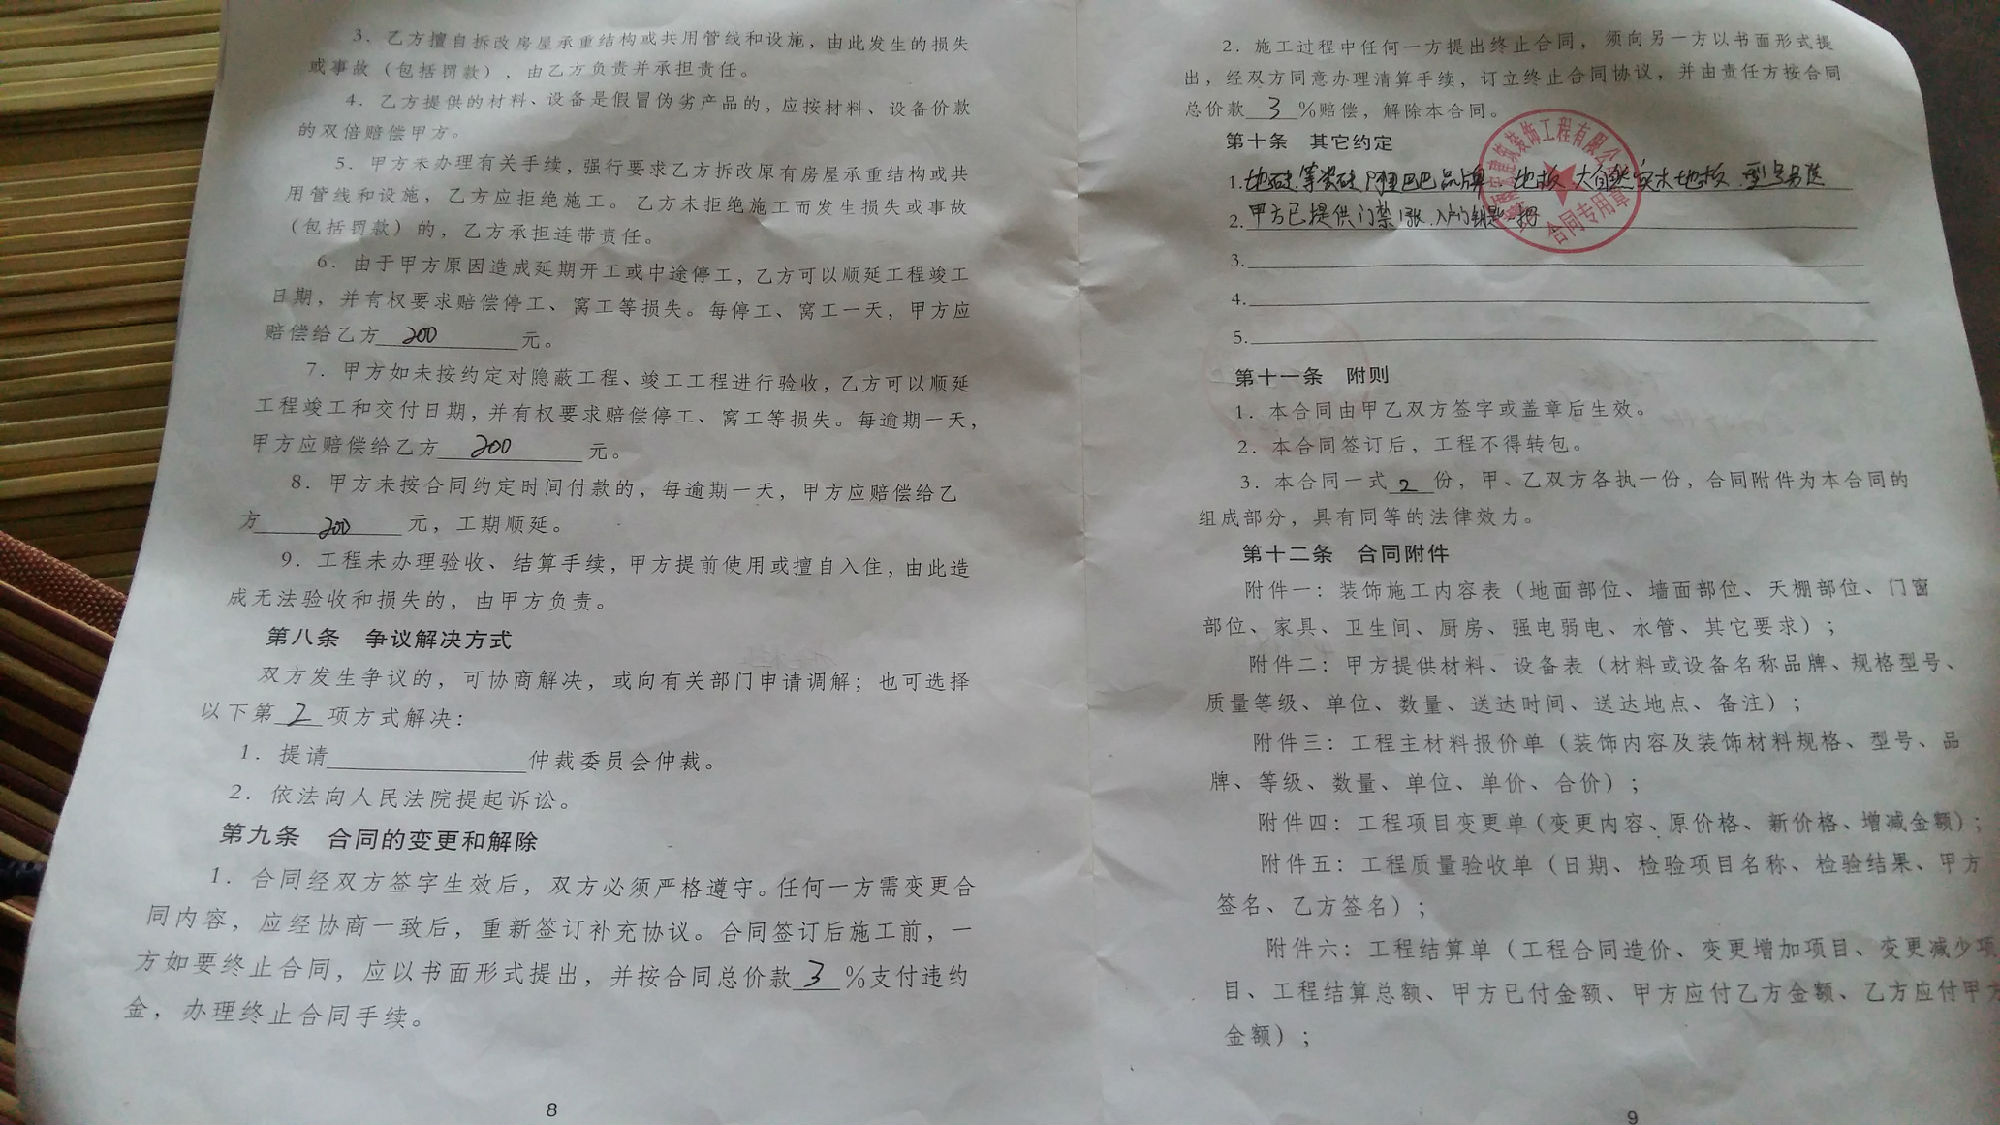 3. 乙方擅自拆改房屋承重结构或共用管线和设施，由此发生的损失
或事故（包括罚款），由乙方负责并承担责任。
4. 乙方提供的材料、设备是假冒伪劣产品的，应按材料、设备价款
的双倍赔偿甲方。
5. 甲方未办理有关手续，强行要求乙方拆改原有房屋承重结构或共
用管线和设施，乙方应拒绝施工。乙方未拒绝施工而发生损失或事故
（包括罚款）的，乙方承担连带责任。
6. 由于甲方原因造成延期开工或中途停工，乙方可以顺延工程竣工
日期，并有权要求赔偿停工、窝工等损失。每停工、窝工一天，甲方应
赔偿给乙方 200 元。
7. 甲方如未按约定对隐蔽工程、竣工工程进行验收，乙方可以顺延
工程竣工和交付日期，并有权要求赔偿停工、窝工等损失。每逾期一天，
甲方应赔偿给乙方 200 元。
8. 甲方未按合同约定时间付款的，每逾期一天，甲方应赔偿给乙
方 200 元，工期顺延。
9. 工程未办理验收、结算手续，甲方提前使用或擅自入住，由此造
成无法验收和损失的，由甲方负责。
第八条 争议解决方式
双方发生争议的，可协商解决，或向有关部门申请调解；也可选择
以下第 2 项方式解决：
1. 提请 仲裁委员会仲裁。
2. 依法向人民法院提起诉讼。
第九条 合同的变更和解除
1. 合同经双方签字生效后，双方必须严格遵守。任何一方需变更合
同内容，应经协商一致后，重新签订补充协议。合同签订后施工前，一
方如要终止合同，应以书面形式提出，并按合同总价款 3 %支付违约
金，办理终止合同手续。
8
2. 施工过程中任何一方提出终止合同，须向另一方以书面形式提
出，经双方同意办理清算手续，订立终止合同协议，并由责任方按合同
总价款 3 %赔偿，解除本合同。
第十条 其它约定
1. 地砖等瓷砖阿里巴巴品牌 地板大自然实木地板 型号另选
2. 甲方已提供门禁1张.入户门钥匙一把
3.
4.
5.
建筑装饰工程有限公
合同专用章
第十一条 附则
1. 本合同由甲乙双方签字或盖章后生效。
2. 本合同签订后，工程不得转包。
3. 本合同一式 2 份，甲、乙双方各执一份，合同附件为本合同的
组成部分，具有同等的法律效力。
第十二条 合同附件
附件一：装饰施工内容表（地面部位、墙面部位、天棚部位、门窗
部位、家具、卫生间、厨房、强电弱电、水管、其它要求）；
附件二：甲方提供材料、设备表（材料或设备名称品牌、规格型号、
质量等级、单位、数量、送达时间、送达地点、备注）；
附件三：工程主材料报价单（装饰内容及装饰材料规格、型号、品
牌、等级、数量、单位、单价、合价）；
附件四：工程项目变更单（变更内容、原价格、新价格、增减金额）；
附件五：工程质量验收单（日期、检验项目名称、检验结果、甲方
签名、乙方签名）；
附件六：工程结算单（工程合同造价、变更增加项目、变更减少项
目、工程结算总额、甲方已付金额、甲方应付乙方金额、乙方应付甲方
金额）；
9